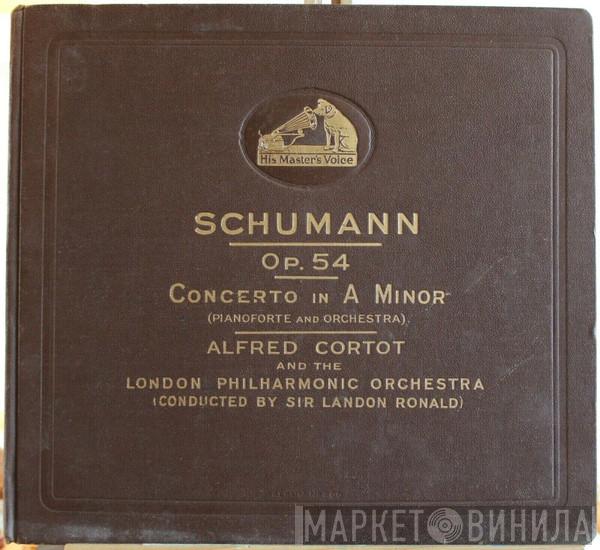 His Master's Voice
SCHUMANN
OP. 54
CONCERTO IN A MINOR
(PIANOFORTE AND ORCHESTRA)
ALFRED CORTOT
AND THE
LONDON PHILHARMONIC ORCHESTRA
(CONDUCTED BY SIR LANDON RONALD)
МАРКЕТ ВИНИЛА